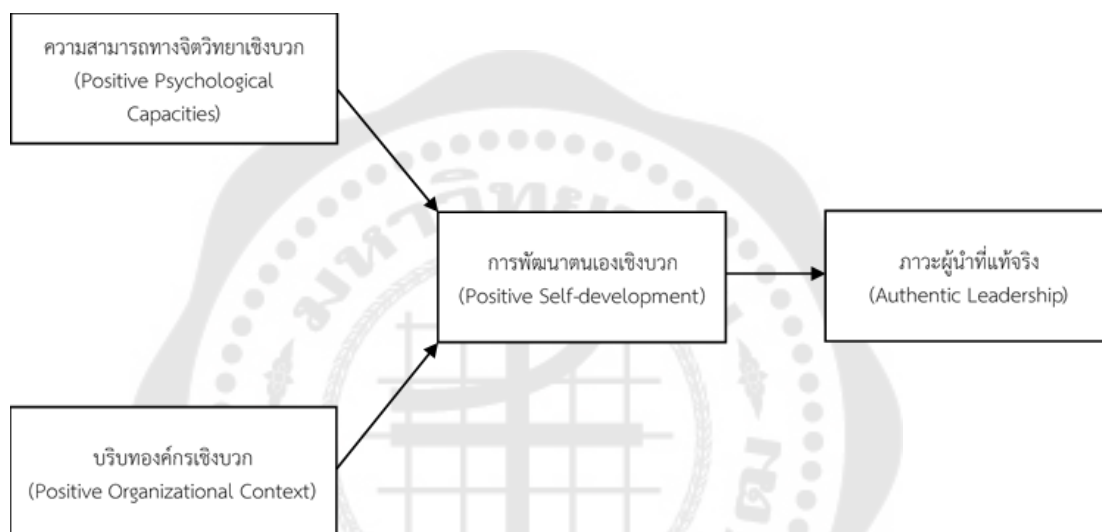 ความสามารถทางจิตวิทยาเชิงบวก
(Positive Psychological
Capacities)
การพัฒนาตนเองเชิงบวก
(Positive Self-development)
ภาวะผู้นำที่แท้จริง
(Authentic Leadership)
บริบทองค์กรเชิงบวก
(Positive Organizational Context)